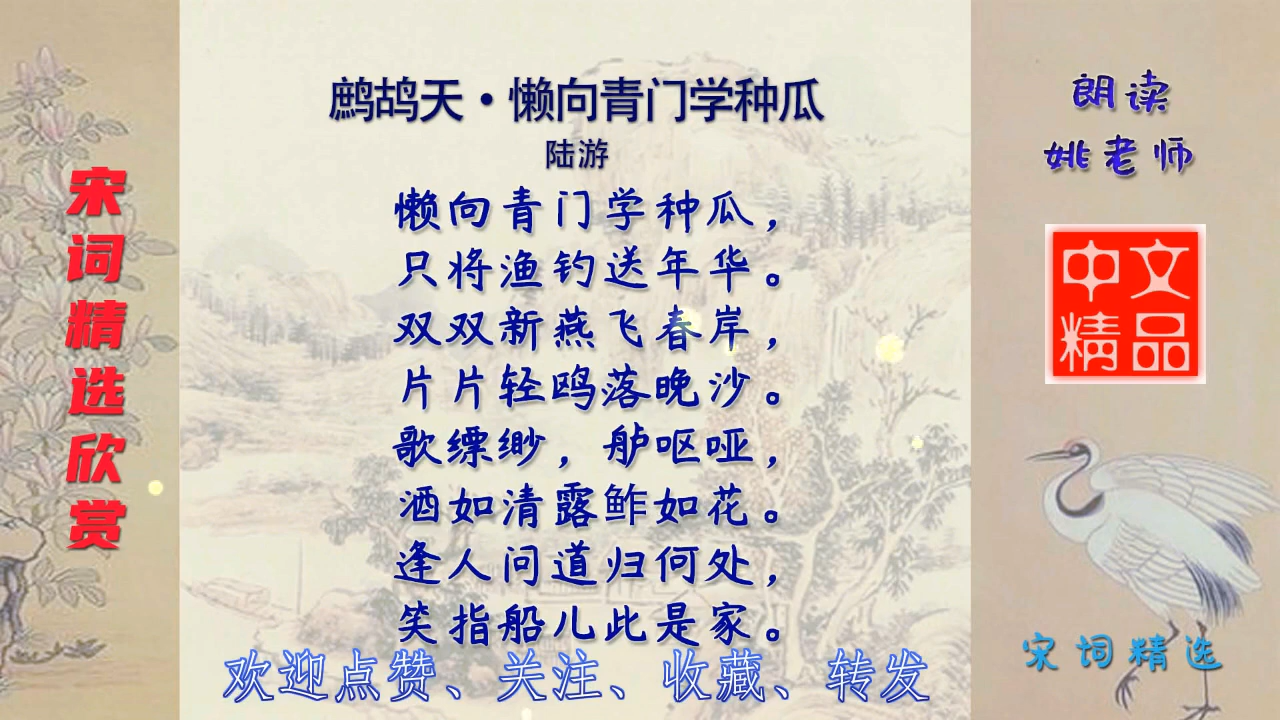 鹧鸪天·懒向青门学种瓜
陆游
懒向青门学种瓜，
只将渔钓送年华。
双双新燕飞春岸，
片片轻鸥落晚沙。
歌缥缈，舻呕哑，
洒如清露鲊如花。
逢人问道归何处，
笑指船儿此是家。
欢迎点赞、关注、收藏、转发
宋词精选欣赏
朗读
姚老师
中文
精品
宋词精选